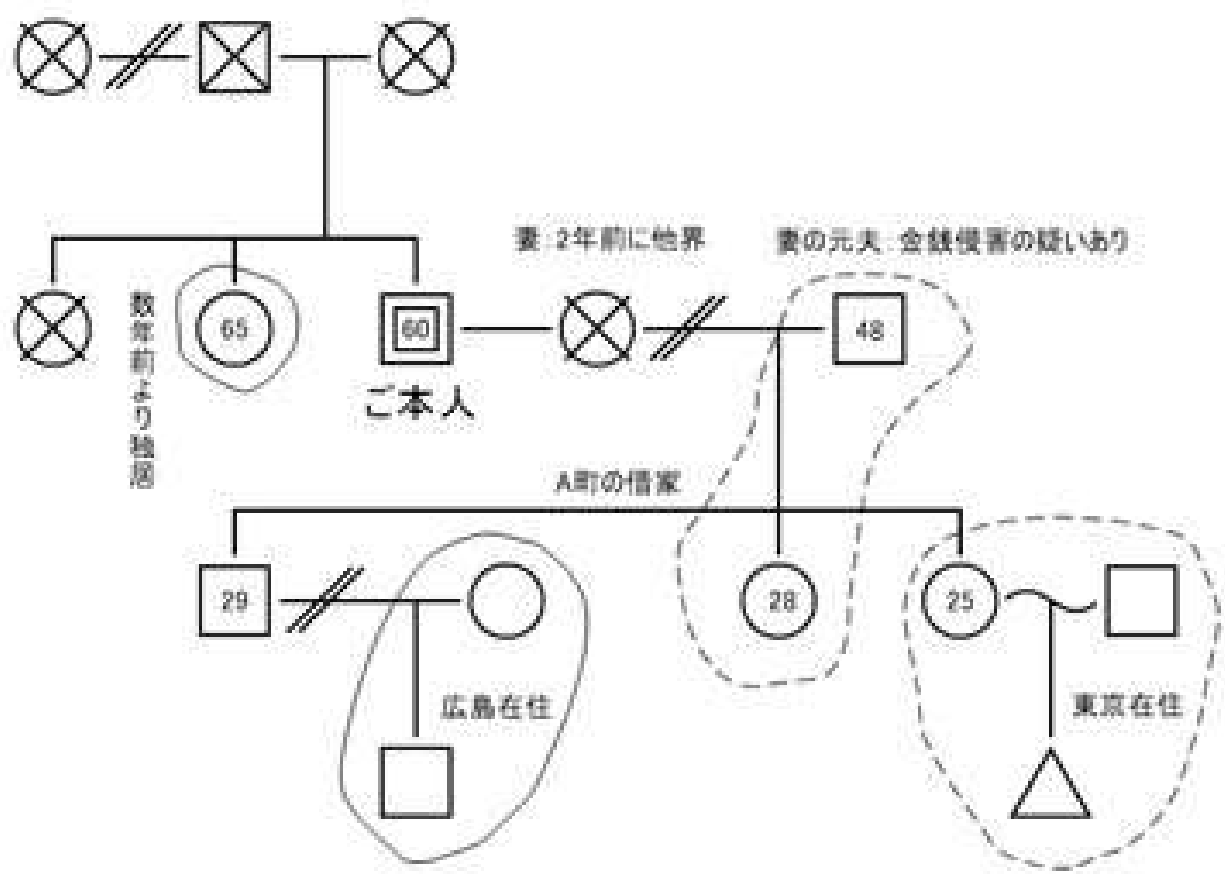 妻:2年前に他界
妻の元夫:金銭侵害の疑いあり
数年前より独居
65
60
48
ご本人
A町の借家
29
28
25
広島在住
東京在住